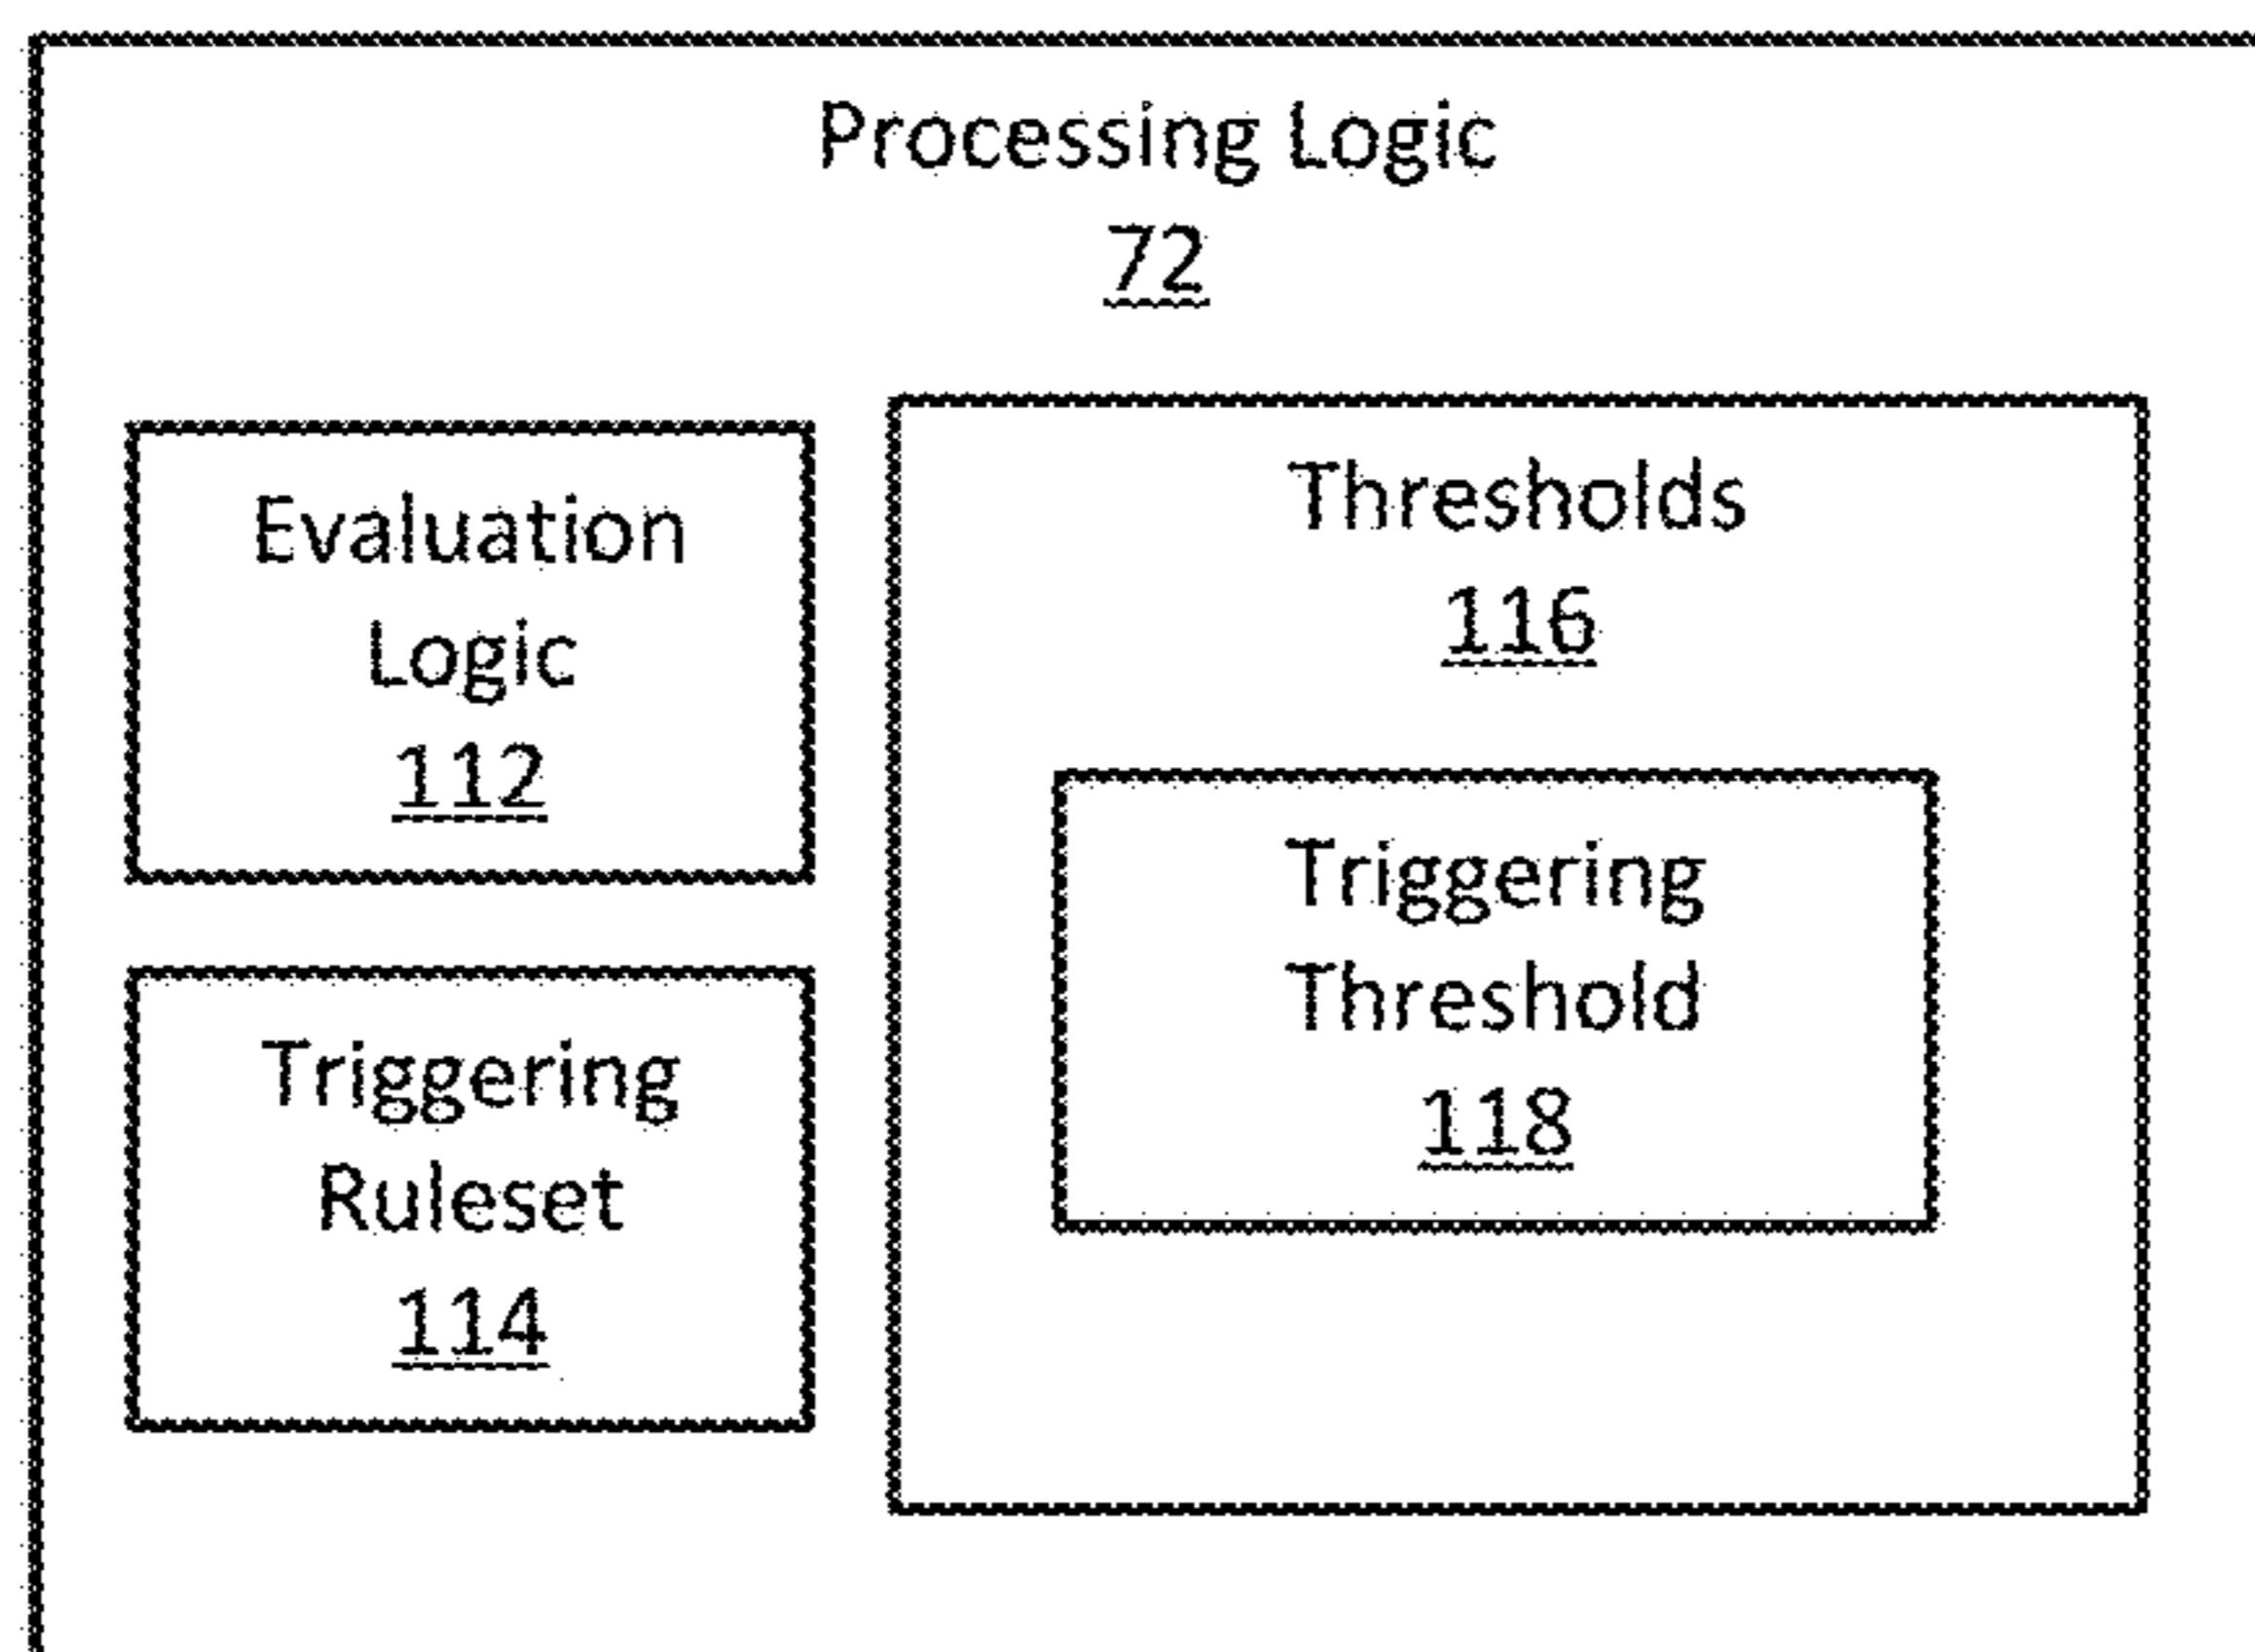 Processing Logic
72
Evaluation
Logic
112
Triggering
Ruleset
114
Thresholds
116
Triggering
Threshold
118